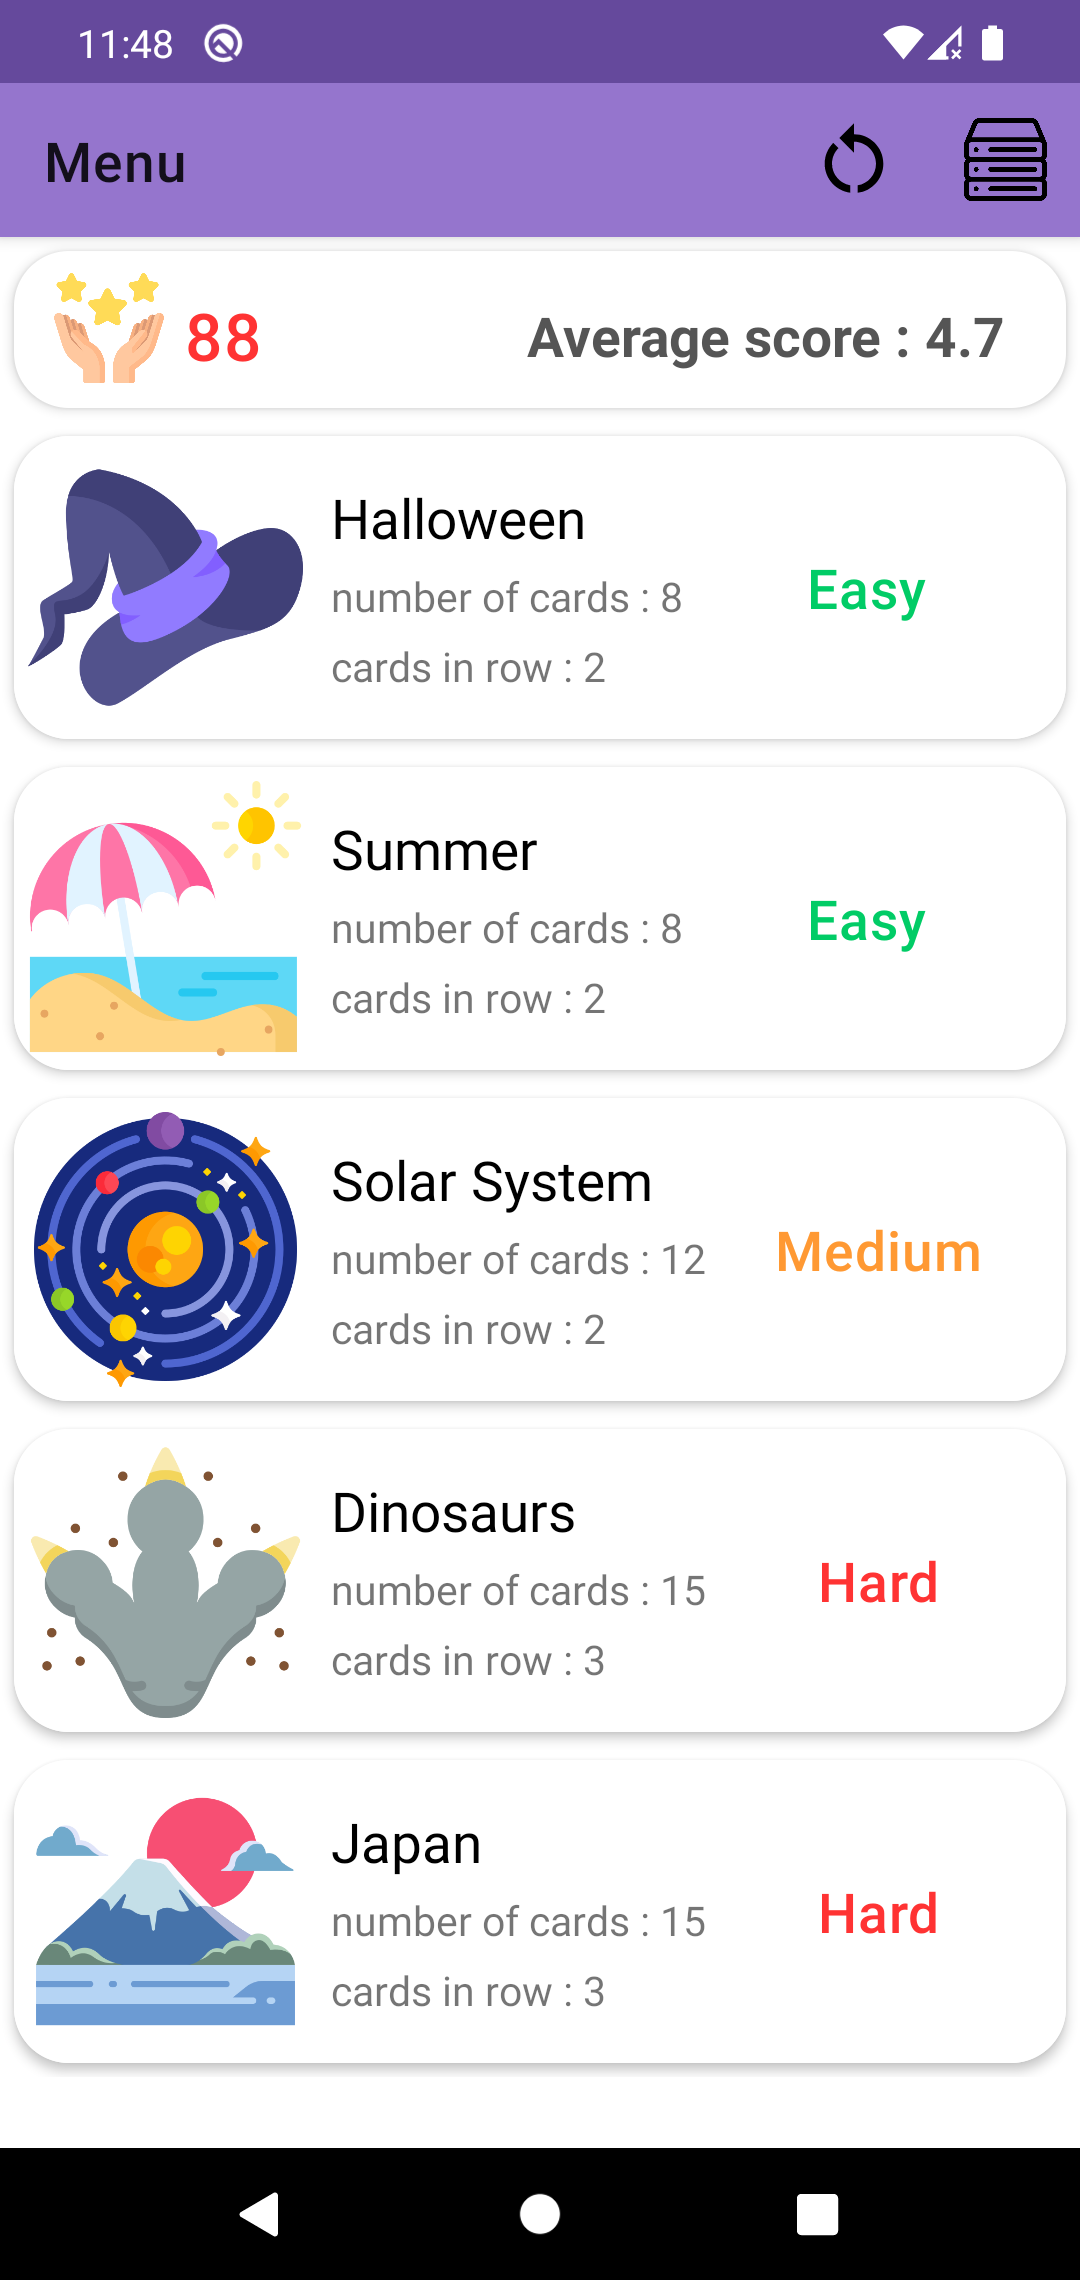 11:48
Menu
88
Average score : 4.7
Halloween
number of cards : 8
Easy
cards in row : 2
Summer
number of cards : 8
Easy
cards in row : 2
Solar System
number of cards : 12
Medium
cards in row : 2
Dinosaurs
number of cards : 15
Hard
cards in row : 3
Japan
number of cards : 15
Hard
cards in row : 3